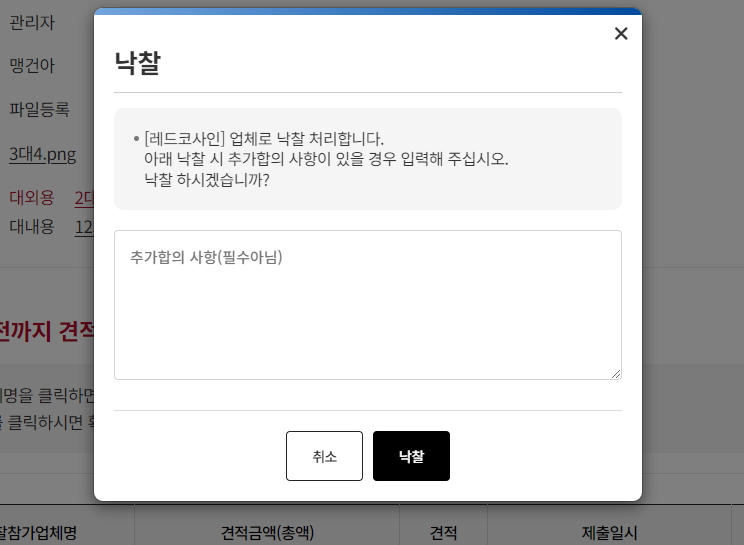 관리자
맹건아
파일등록
3대4.png
대외용
대내용 12
낙찰
[레드코사인] 업체로 낙찰 처리합니다.
아래 낙찰 시 추가합의 사항이 있을 경우 입력해 주십시오.
낙찰 하시겠습니까?
추가합의 사항(필수아님)
전까지 견적
명을 클릭하면
클릭하시면
취소 낙찰
찰참가업체명 견적금액(총액) 견적 제출일시